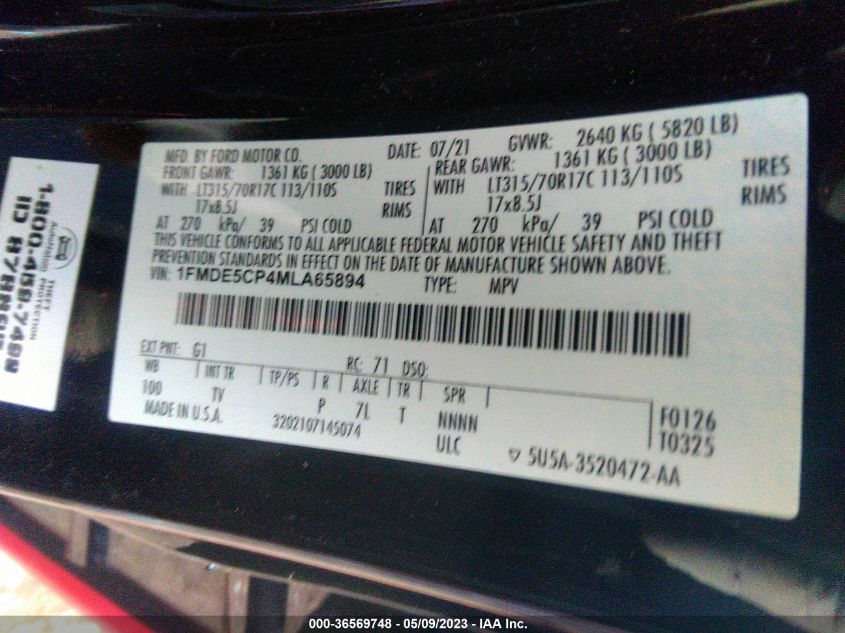 MFD. BY FORD MOTOR CO. DATE: 07/21 GVWR: 2640 KG ( 5820 LB)
FRONT GAWR: 1361 KG ( 3000 LB) REAR GAWR: 1361 KG ( 3000 LB)
WITH LT315/70R17C 113/110S TIRES WITH LT315/70R17C 113/110S TIRES
17x8.5J RIMS 17x8.5J RIMS
AT 270 kPa/ 39 PSI COLD AT 270 kPa/ 39 PSI COLD
THIS VEHICLE CONFORMS TO ALL APPLICABLE FEDERAL MOTOR VEHICLE SAFETY AND THEFT
PREVENTION STANDARDS IN EFFECT ON THE DATE OF MANUFACTURE SHOWN ABOVE.
VIN: 1FMDE5CP4MLA65894 TYPE: MPV
EXT PNT: G1 RC: 71 DSO:
WB INT TR TP/PS R AXLE TR SPR
100 TV P 7L T NNNN F0126
MADE IN U.S.A. 3202107145074 ULC T0325
▽ 5U5A-3520472-AA
THEFT
PROTECTION
1-800-458-749
ID
000-36569748 - 05/09/2023 - IAA Inc.